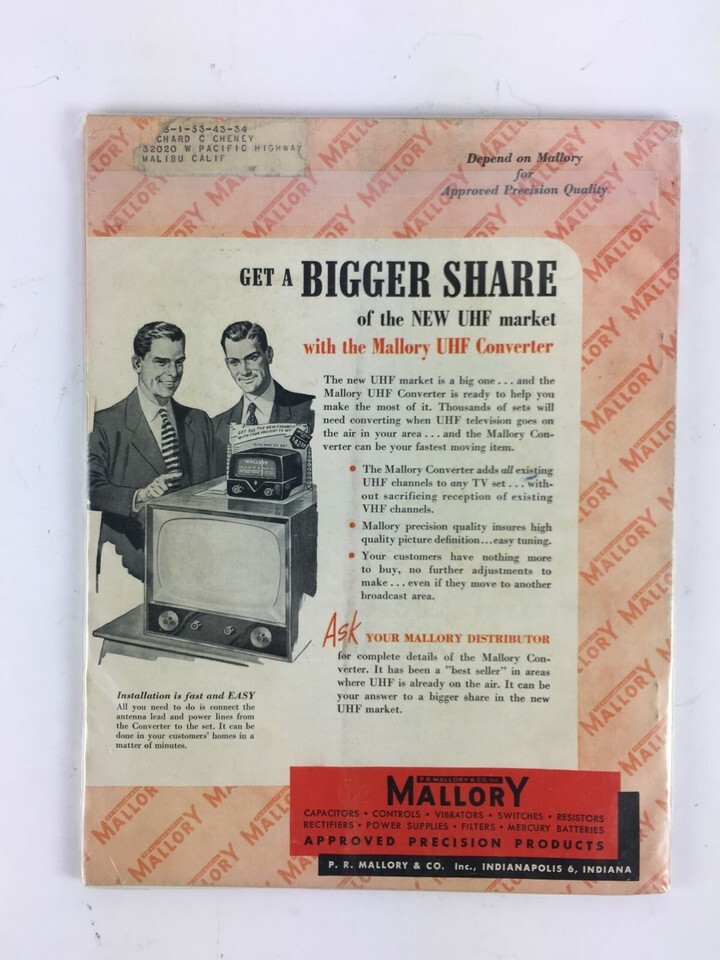 3-1-53-43-34
CHARD C CHENEY
32020 W PACIFIC HIGHWAY
MALIBU CALIF
Depend on Mallory
for
Approved Precision Quality
GET A BIGGER SHARE
of the NEW UHF market
with the Mallory UHF Converter
The new UHF market is a big one . . . and the
Mallory UHF Converter is ready to help you
make the most of it. Thousands of sets will
need converting when UHF television goes on
the air in your area . . . and the Mallory Con-
verter can be your fastest moving item.
• The Mallory Converter adds all existing
UHF channels to any TV set . . . with-
out sacrificing reception of existing
VHF channels.
• Mallory precision quality insures high
quality picture definition...easy tuning.
• Your customers have nothing more
to buy, no further adjustments to
make . . . even if they move to another
broadcast area.
Ask YOUR MALLORY DISTRIBUTOR
for complete details of the Mallory Con-
verter. It has been a "best seller" in areas
where UHF is already on the air. It can be
your answer to a bigger share in the new
UHF market.
MALLORY
Installation is fast and EASY
All you need to do is connect the
antenna lead and power lines from
the Converter to the set. It can be
done in your customers' homes in a
matter of minutes.
P. R. MALLORY & CO. Inc.
MALLORY
CAPACITORS • CONTROLS • VIBRATORS • SWITCHES • RESISTORS
RECTIFIERS • POWER SUPPLIES • FILTERS • MERCURY BATTERIES
APPROVED PRECISION PRODUCTS
P. R. MALLORY & CO. Inc., INDIANAPOLIS 6, INDIANA